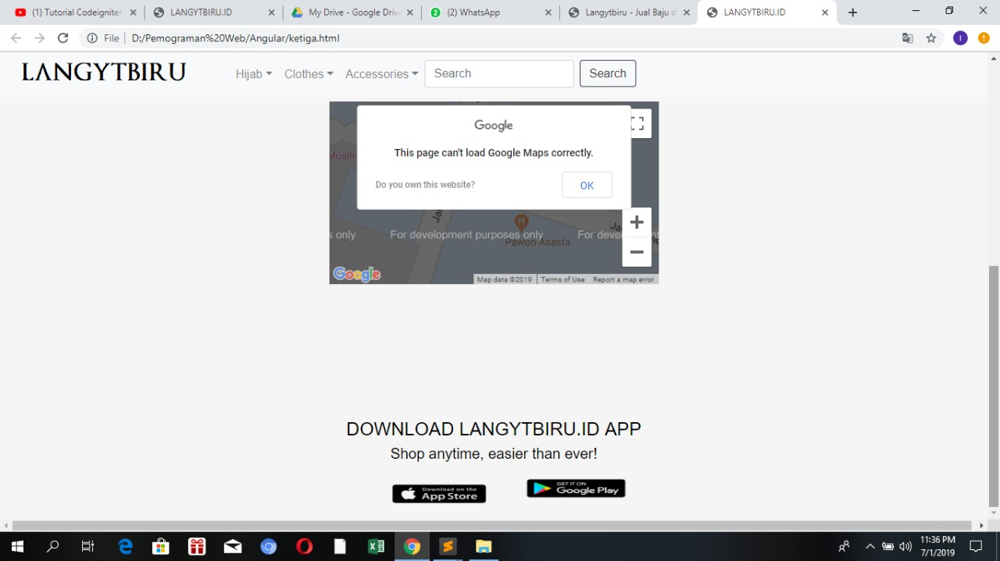 (1) Tutorial Codeigniter
LANGYTBIRU.ID
My Drive - Google Driv
(2) WhatsApp
Langytbiru - Jual Baju d
LANGYTBIRU.ID
File
D:/Pemograman%20Web/Angular/ketiga.html
I
LANGYTBIRU
Hijab
Clothes
Accessories
Search
Search
Google
This page can't load Google Maps correctly.
Do you own this website?
OK
Muslin
Ja
s only
For development purposes only
For deve
Pawon Asasta
Google
Map data ©2019
Terms of Use
Report a map error
DOWNLOAD LANGYTBIRU.ID APP
Shop anytime, easier than ever!
Download on the
App Store
GET IT ON
Google Play
11:36 PM
7/1/2019